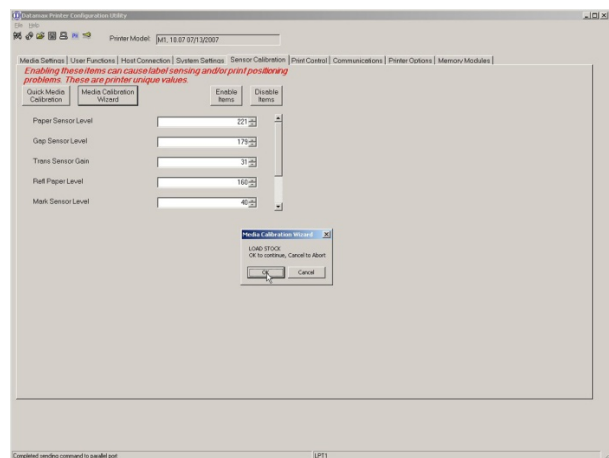 Datamax Printer Configuration Utility
File Help
Printer Model: M1, 10.07 07/13/2007
Media Settings User Functions Host Connection System Settings Sensor Calibration Print Control Communications Printer Options Memory Modules
Enabling these items can cause label sensing and/or print positioning
problems. These are printer unique values.
Quick Media Calibration
Media Calibration Wizard
Enable Items
Disable Items
Paper Sensor Level 221
Gap Sensor Level 179
Trans Sensor Gain 31
Refl Paper Level 160
Mark Sensor Level 40
Media Calibration Wizard
LOAD STOCK
OK to continue, Cancel to Abort
OK Cancel
Completed sending command to parallel port LPT1